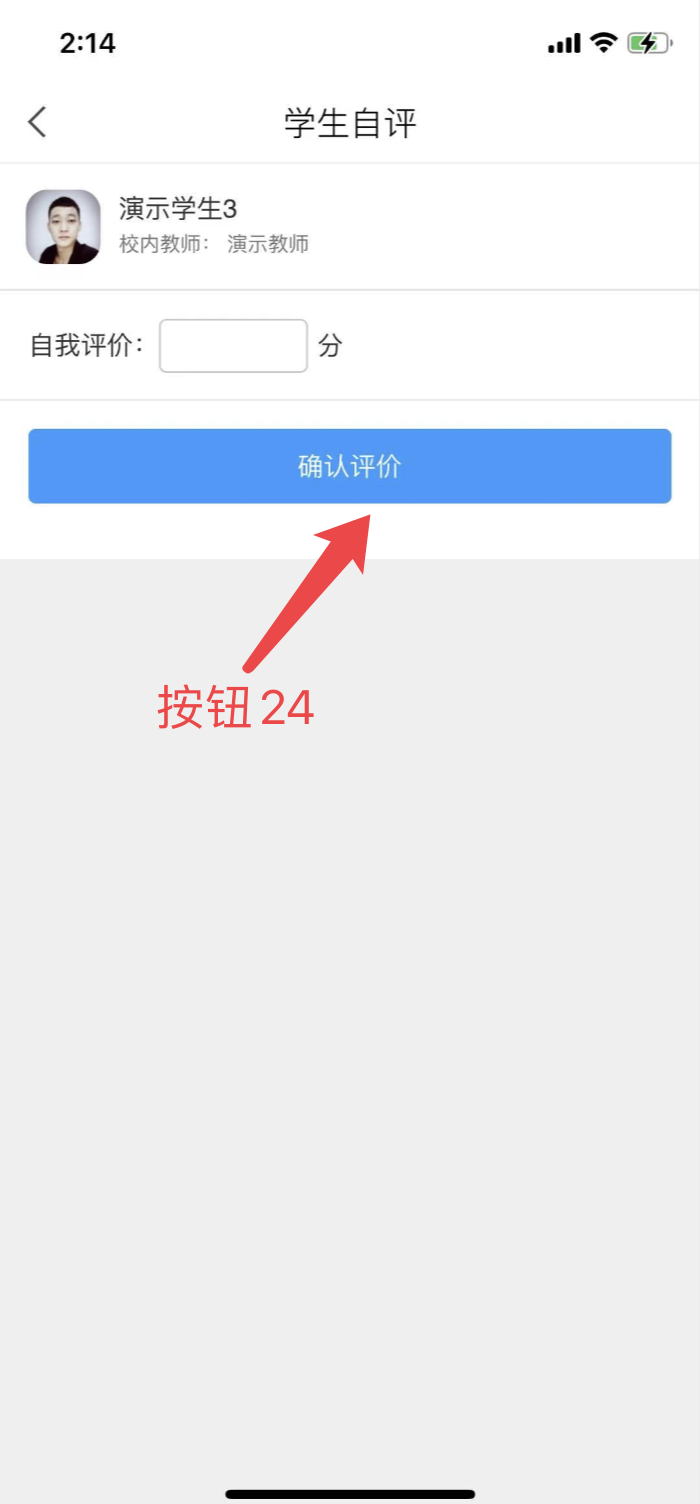 2:14
学生自评
演示学生3
校内教师： 演示教师
自我评价： 分
确认评价
按钮24